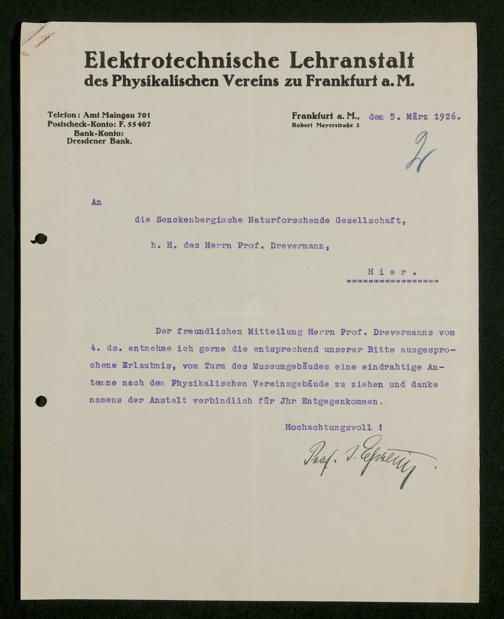 Elektrotechnische Lehranstalt
des Physikalischen Vereins zu Frankfurt a. M.
Telefon: Amt Maingau 701
Postscheck-Konto: F. 55407
Bank-Konto:
Dresdener Bank.
Frankfurt a. M., den 5. März 1926.
Robert Mayerstraße 2
An
die Senckenbergische Naturforschende Gesellschaft,
h. H. des Herrn Prof. Drevermann,
Hier.
Der freundlichen Mitteilung Herrn Prof. Drevermanns vom
4. ds. entnehme ich gerne die entsprechend unserer Bitte ausgespro-
chene Erlaubnis, vom Turm des Museumgebäudes eine eindrahtige An-
tenne nach dem Physikalischen Vereinsgebäude zu ziehen und danke
namens der Anstalt verbindlich für Jhr Entgegenkommen.
Hochachtungsvoll !
Prof.